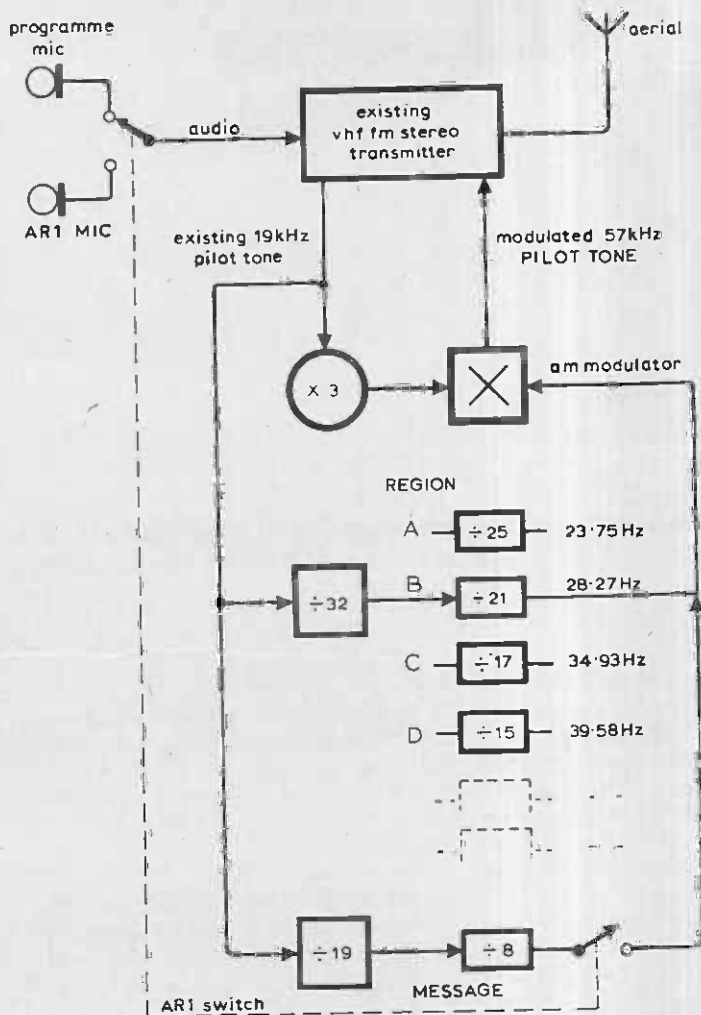 programme
mic
aerial
existing
vhf fm stereo
transmitter
audio
AR1 MIC
existing 19kHz
pilot tone
modulated 57kHz
PILOT TONE
× 3
am modulator
REGION
A ÷25 23·75Hz
÷32
B ÷21 28·27Hz
C ÷17 34·93Hz
D ÷15 39·58Hz
÷19
÷8
MESSAGE
AR1 switch